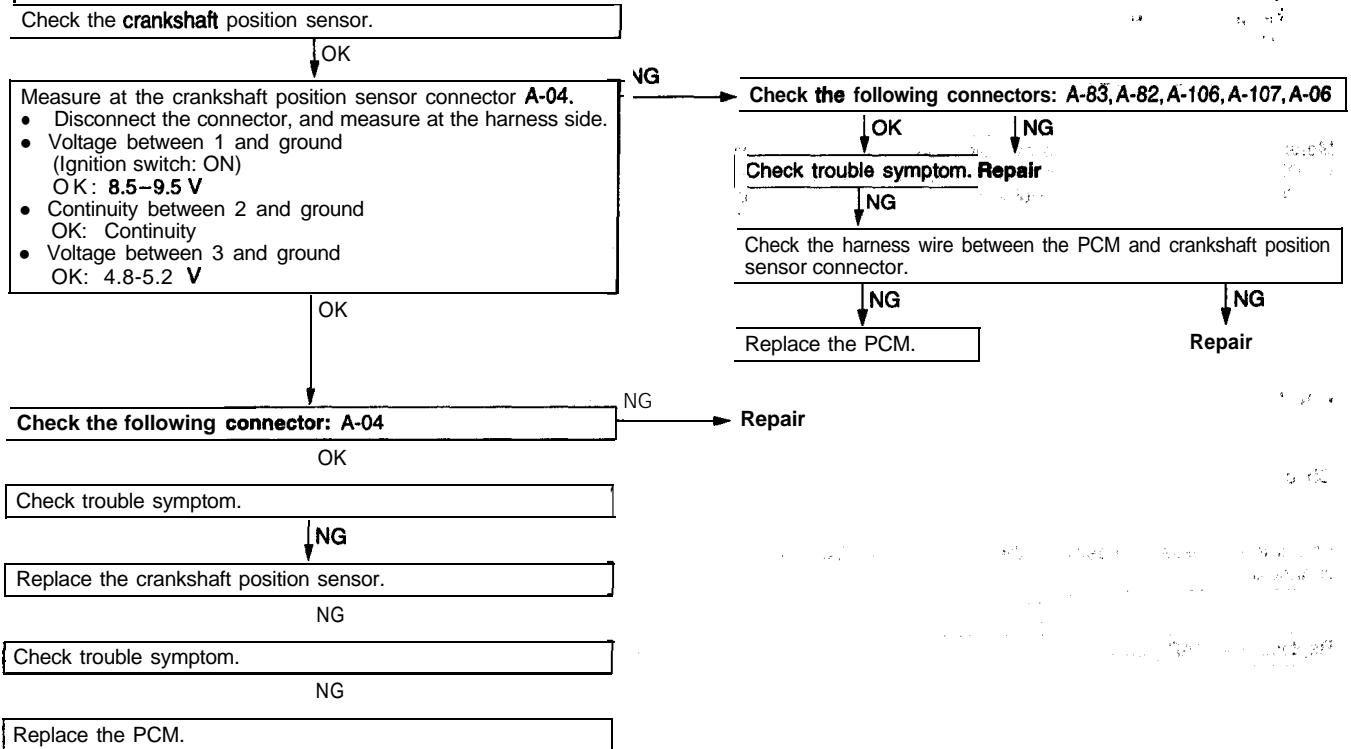 Check the crankshaft position sensor.
OK
Measure at the crankshaft position sensor connector A-04.
• Disconnect the connector, and measure at the harness side.
• Voltage between 1 and ground
(Ignition switch: ON)
OK: 8.5–9.5 V
• Continuity between 2 and ground
OK: Continuity
• Voltage between 3 and ground
OK: 4.8-5.2 V
NG
Check the following connectors: A-83, A-82, A-106, A-107, A-06
OK
NG
Check trouble symptom.
Repair
NG
Check the harness wire between the PCM and crankshaft position
sensor connector.
NG
NG
Replace the PCM.
Repair
OK
Check the following connector: A-04
NG
Repair
OK
Check trouble symptom.
NG
Replace the crankshaft position sensor.
NG
Check trouble symptom.
NG
Replace the PCM.